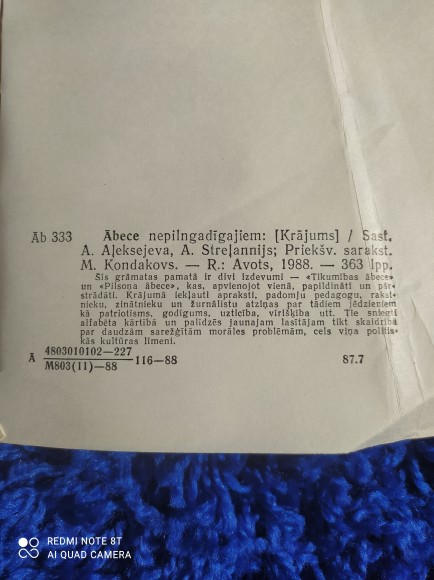 Āb 333 Ābece nepilngadīgajiem: [Krājums] / Sast.
A. Aļeksejeva, A. Streļannijs; Priekšv. sarakst.
M. Kondakovs. — R.: Avots, 1988. — 363 lpp.
Šīs grāmatas pamatā ir divi izdevumi — «Tikumības ābece»
un «Pilsoņa ābece», kas, apvienojot vienā, papildināti un pār-
strādāti. Krājumā iekļauti apraksti, padomju pedagogu, rakst-
nieku, zinātnieku un žurnālistu atziņas par tādiem jēdzieniem
kā patriotisms, godīgums, uzticība, vīrišķība utt. Tie sniegti
alfabēta kārtībā un palīdzēs jaunajam lasītājam tikt skaidrībā
par daudzām sarežģītām morāles problēmām, cels viņa politis-
kās kultūras līmeni.
Ā 4803010102—227
M803(11)—88 116—88 87.7
REDMI NOTE 8T
AI QUAD CAMERA